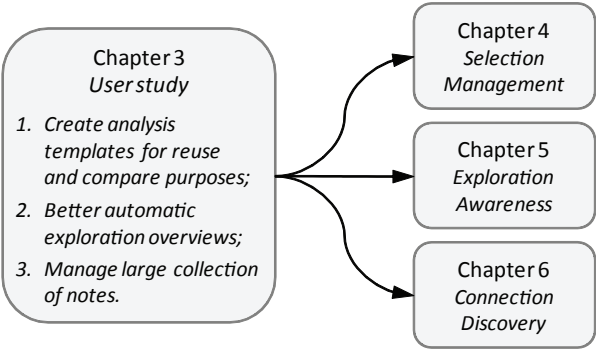 Chapter 3
User study
1. Create analysis
templates for reuse
and compare purposes;
2. Better automatic
exploration overviews;
3. Manage large collection
of notes.
Chapter 4
Selection
Management
Chapter 5
Exploration
Awareness
Chapter 6
Connection
Discovery